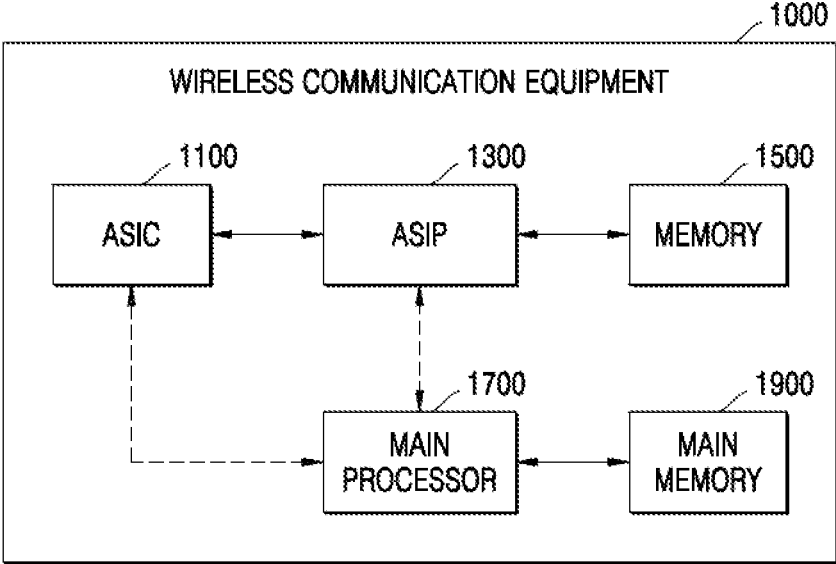 1000
WIRELESS COMMUNICATION EQUIPMENT
1100
1300
1500
ASIC
ASIP
MEMORY
1700
1900
MAIN
PROCESSOR
MAIN
MEMORY